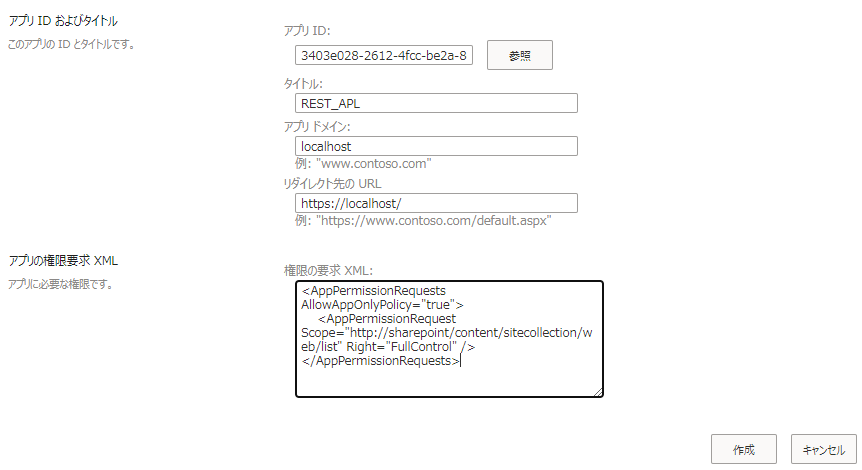 アプリ ID およびタイトル
このアプリの ID とタイトルです。
アプリ ID:
3403e028-2612-4fcc-be2a-8
参照
タイトル:
REST_APL
アプリ ドメイン:
localhost
例: "www.contoso.com"
リダイレクト先の URL
https://localhost/
例: "https://www.contoso.com/default.aspx"
アプリの権限要求 XML
アプリに必要な権限です。
権限の要求 XML:
<AppPermissionRequests
AllowAppOnlyPolicy="true">
<AppPermissionRequest
Scope="http://sharepoint/content/sitecollection/w
eb/list" Right="FullControl" />
</AppPermissionRequests>
作成
キャンセル